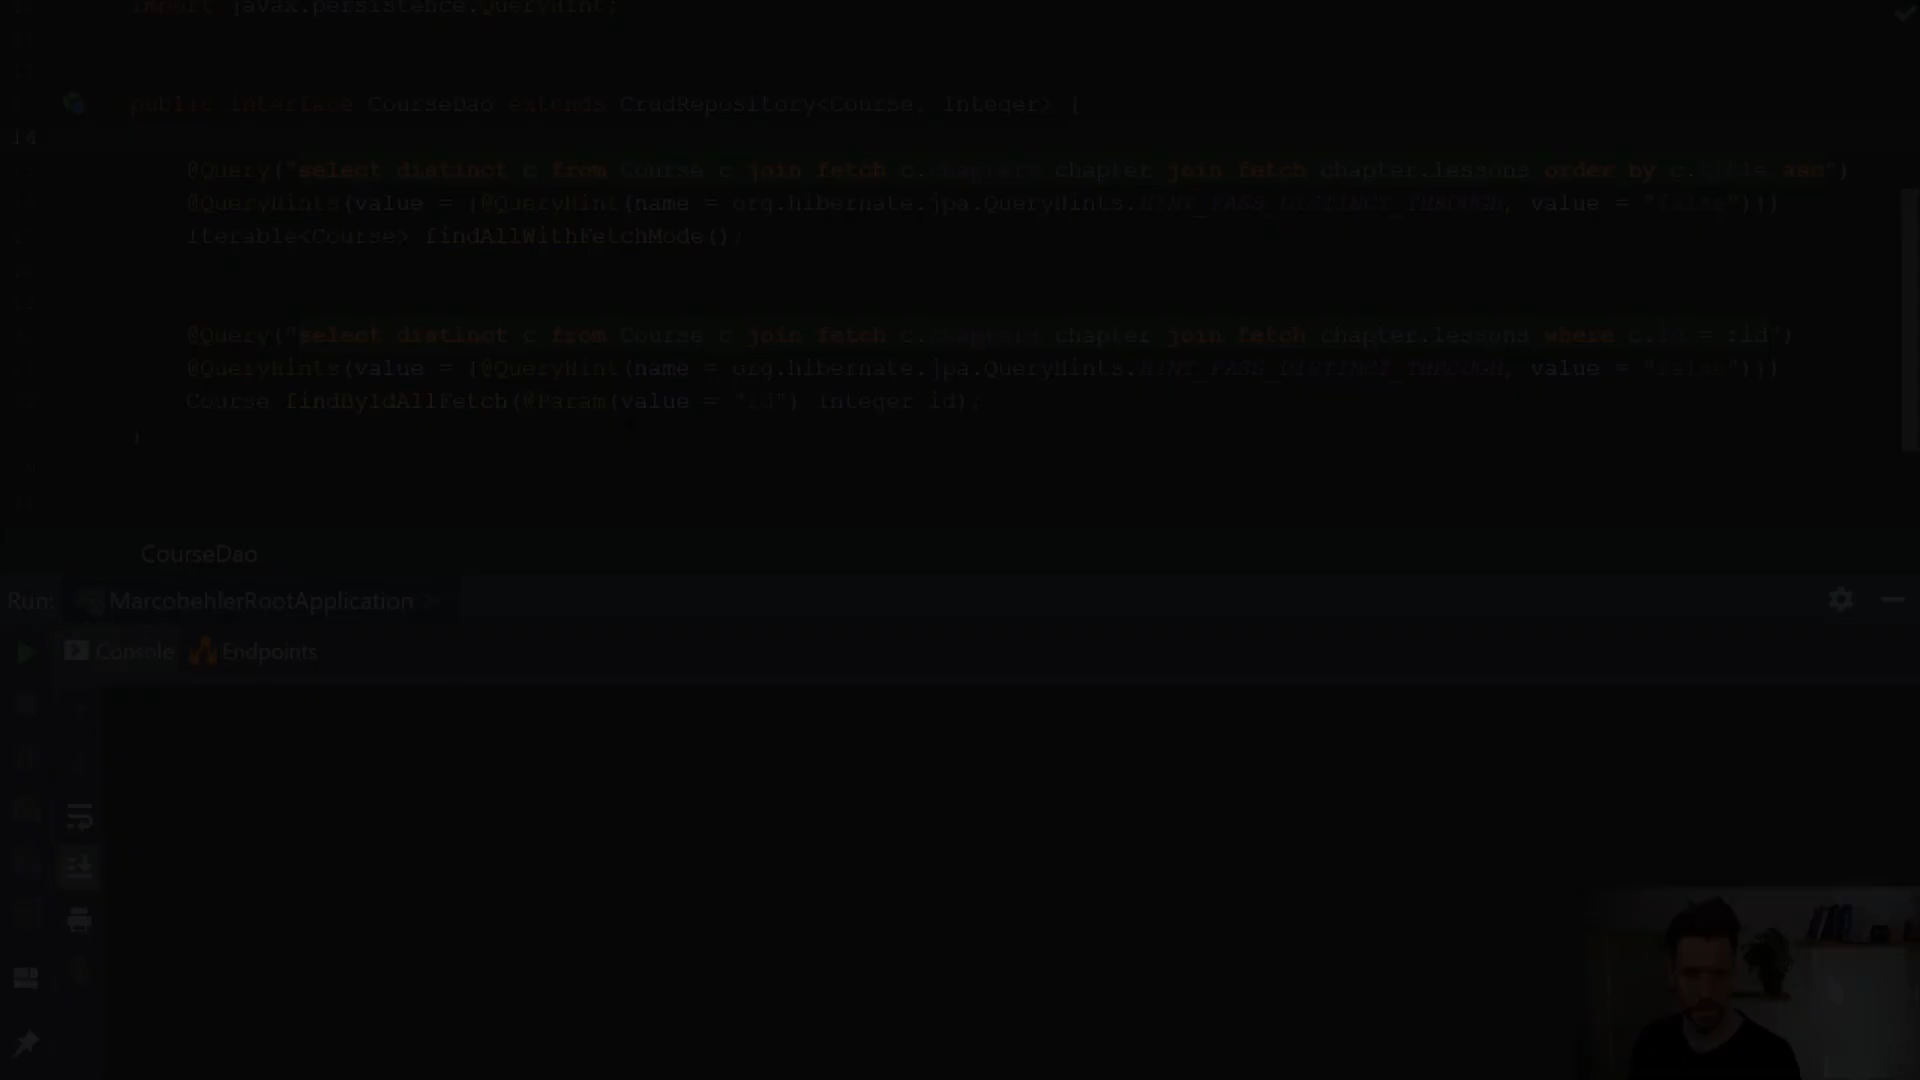 import javax.persistence.QueryHint;
public interface CourseDao extends CrudRepository<Course, Integer> {
14
@Query("select distinct c from Course c join fetch c.chapters chapter join fetch chapter.lessons order by c.title asc")
@QueryHints(value = {@QueryHint(name = org.hibernate.jpa.QueryHints.HINT_PASS_DISTINCT_THROUGH, value = "false")})
Iterable<Course> findAllWithFetchMode();
@Query("select distinct c from Course c join fetch c.chapters chapter join fetch chapter.lessons where c.id = :id")
@QueryHints(value = {@QueryHint(name = org.hibernate.jpa.QueryHints.HINT_PASS_DISTINCT_THROUGH, value = "false")})
Course findByIdAllFetch(@Param(value = "id") Integer id);
}
CourseDao
Run: MarcobehlerRootApplication
Console Endpoints